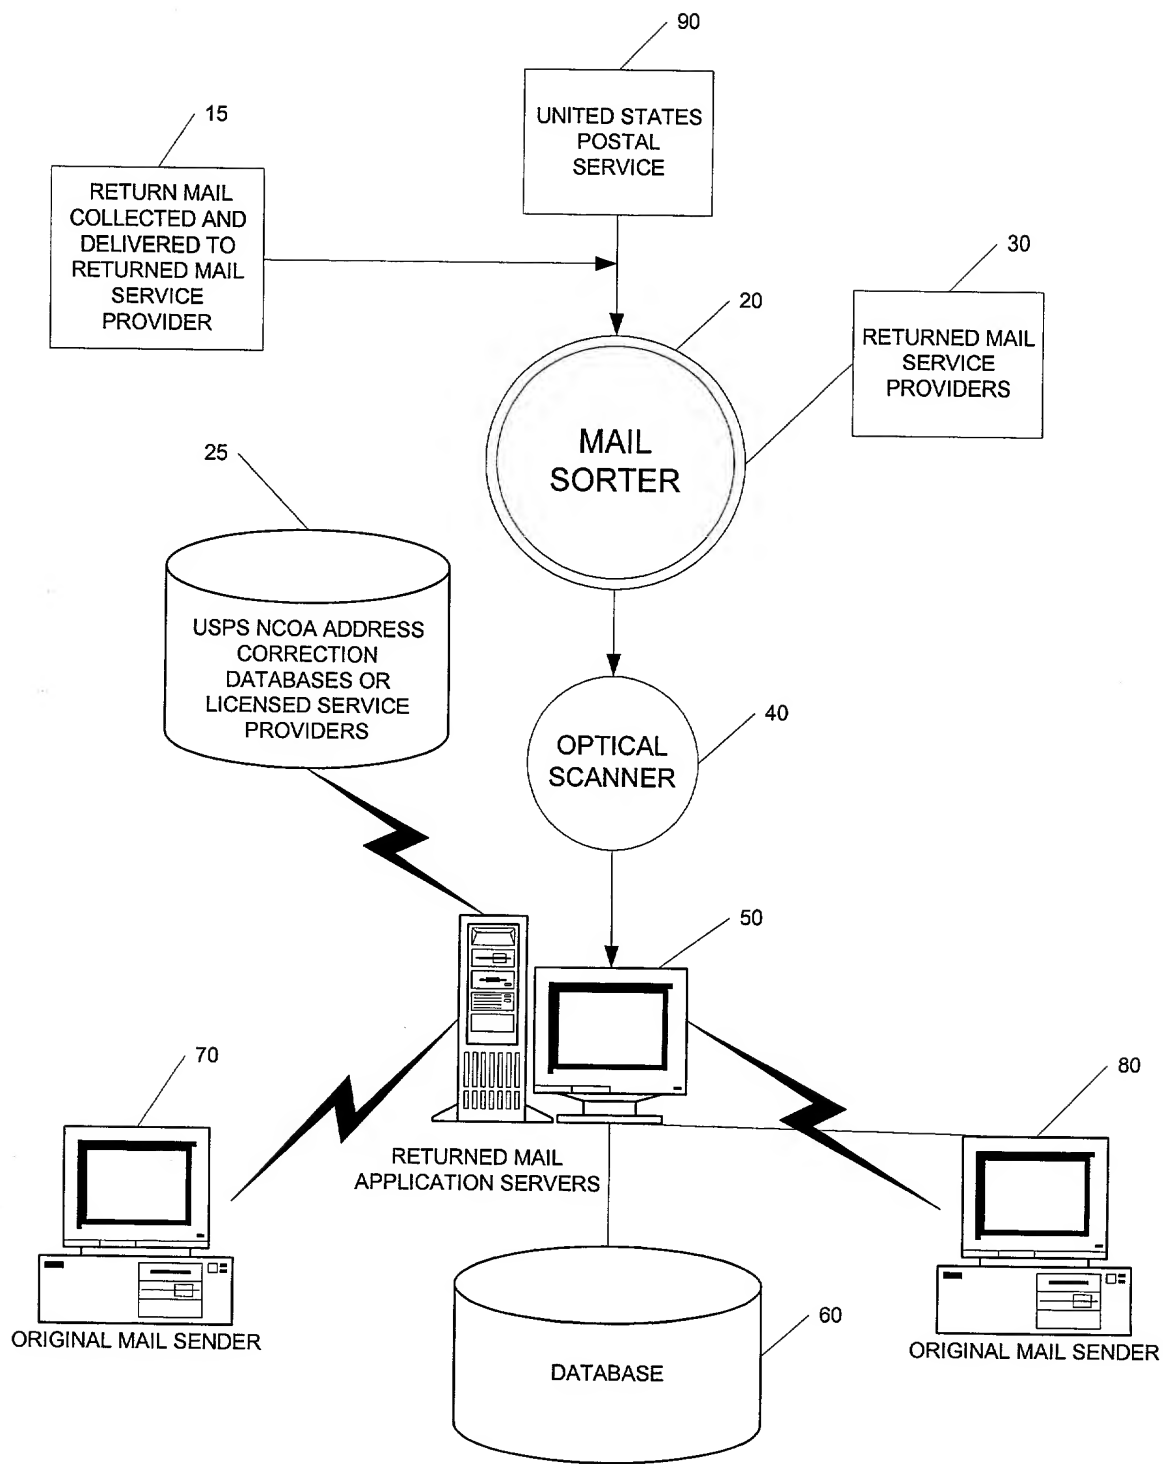 90
UNITED STATES
POSTAL
SERVICE
15
RETURN MAIL
COLLECTED AND
DELIVERED TO
RETURNED MAIL
SERVICE
PROVIDER
30
RETURNED MAIL
SERVICE
PROVIDERS
20
MAIL
SORTER
25
USPS NCOA ADDRESS
CORRECTION
DATABASES OR
LICENSED SERVICE
PROVIDERS
40
OPTICAL
SCANNER
50
RETURNED MAIL
APPLICATION SERVERS
70
ORIGINAL MAIL SENDER
80
ORIGINAL MAIL SENDER
60
DATABASE